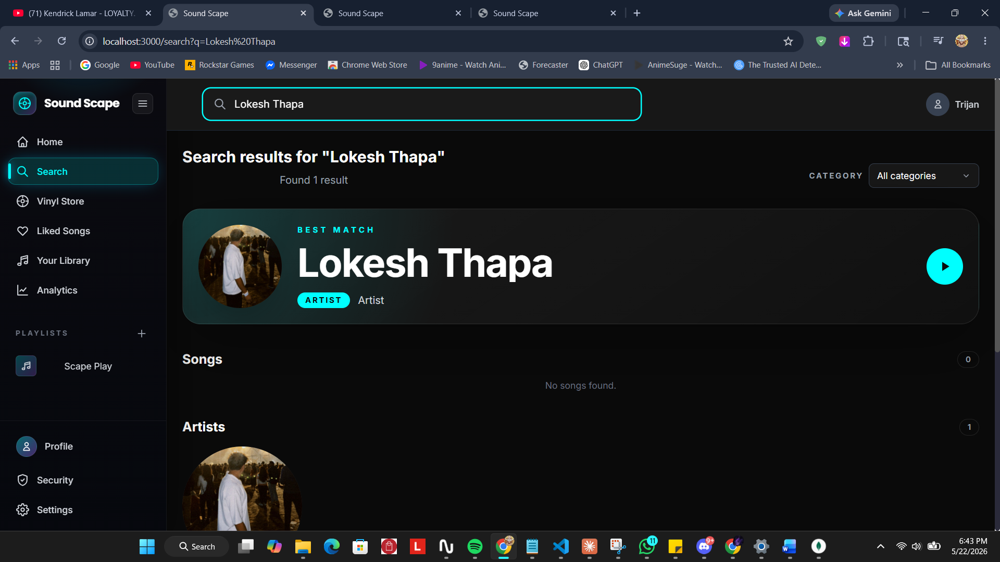 (71) Kendrick Lamar - LOYALTY.
Sound Scape
Sound Scape
Sound Scape
Ask Gemini
localhost:3000/search?q=Lokesh%20Thapa
Apps
Google
YouTube
Rockstar Games
Messenger
Chrome Web Store
9anime - Watch Ani...
Forecaster
ChatGPT
AnimeSuge - Watch...
The Trusted AI Dete...
All Bookmarks
Sound Scape
Lokesh Thapa
Trijan
Home
Search
Vinyl Store
Liked Songs
Your Library
Analytics
PLAYLISTS
Scape Play
Profile
Security
Settings
Search results for "Lokesh Thapa"
Found 1 result
CATEGORY
All categories
BEST MATCH
Lokesh Thapa
ARTIST Artist
Songs
0
No songs found.
Artists
1
Search
L
11
9+
W
6:43 PM
5/22/2026